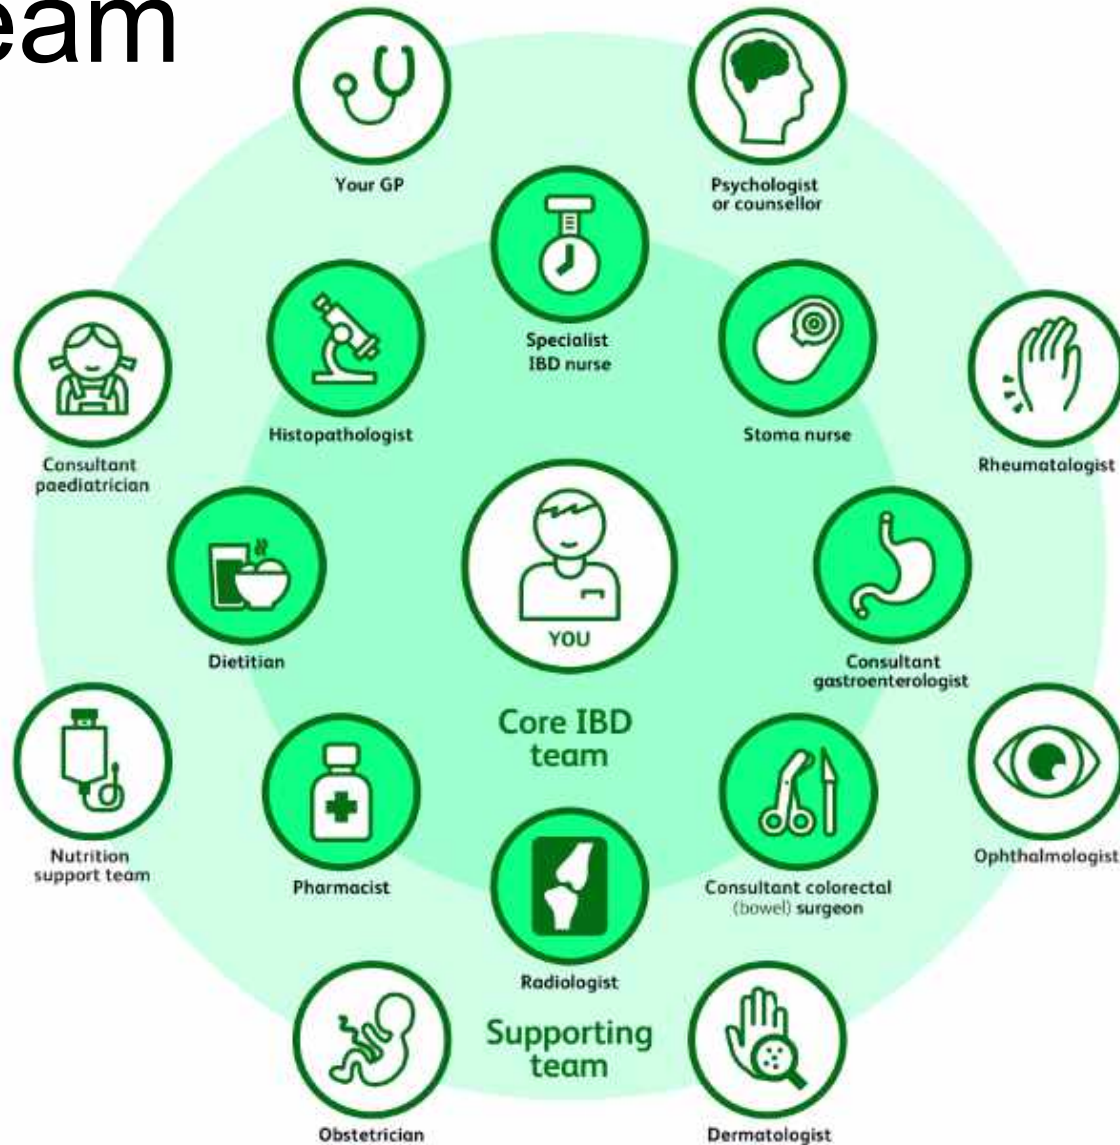 eam
Your GP
Psychologist
or counsellor
Specialist
IBD nurse
Histopathologist
Stoma nurse
Consultant
paediatrician
Rheumatologist
YOU
Dietitian
Consultant
gastroenterologist
Core IBD
team
Nutrition
support team
Pharmacist
Consultant colorectal
(bowel) surgeon
Ophthalmologist
Radiologist
Supporting
team
Obstetrician
Dermatologist